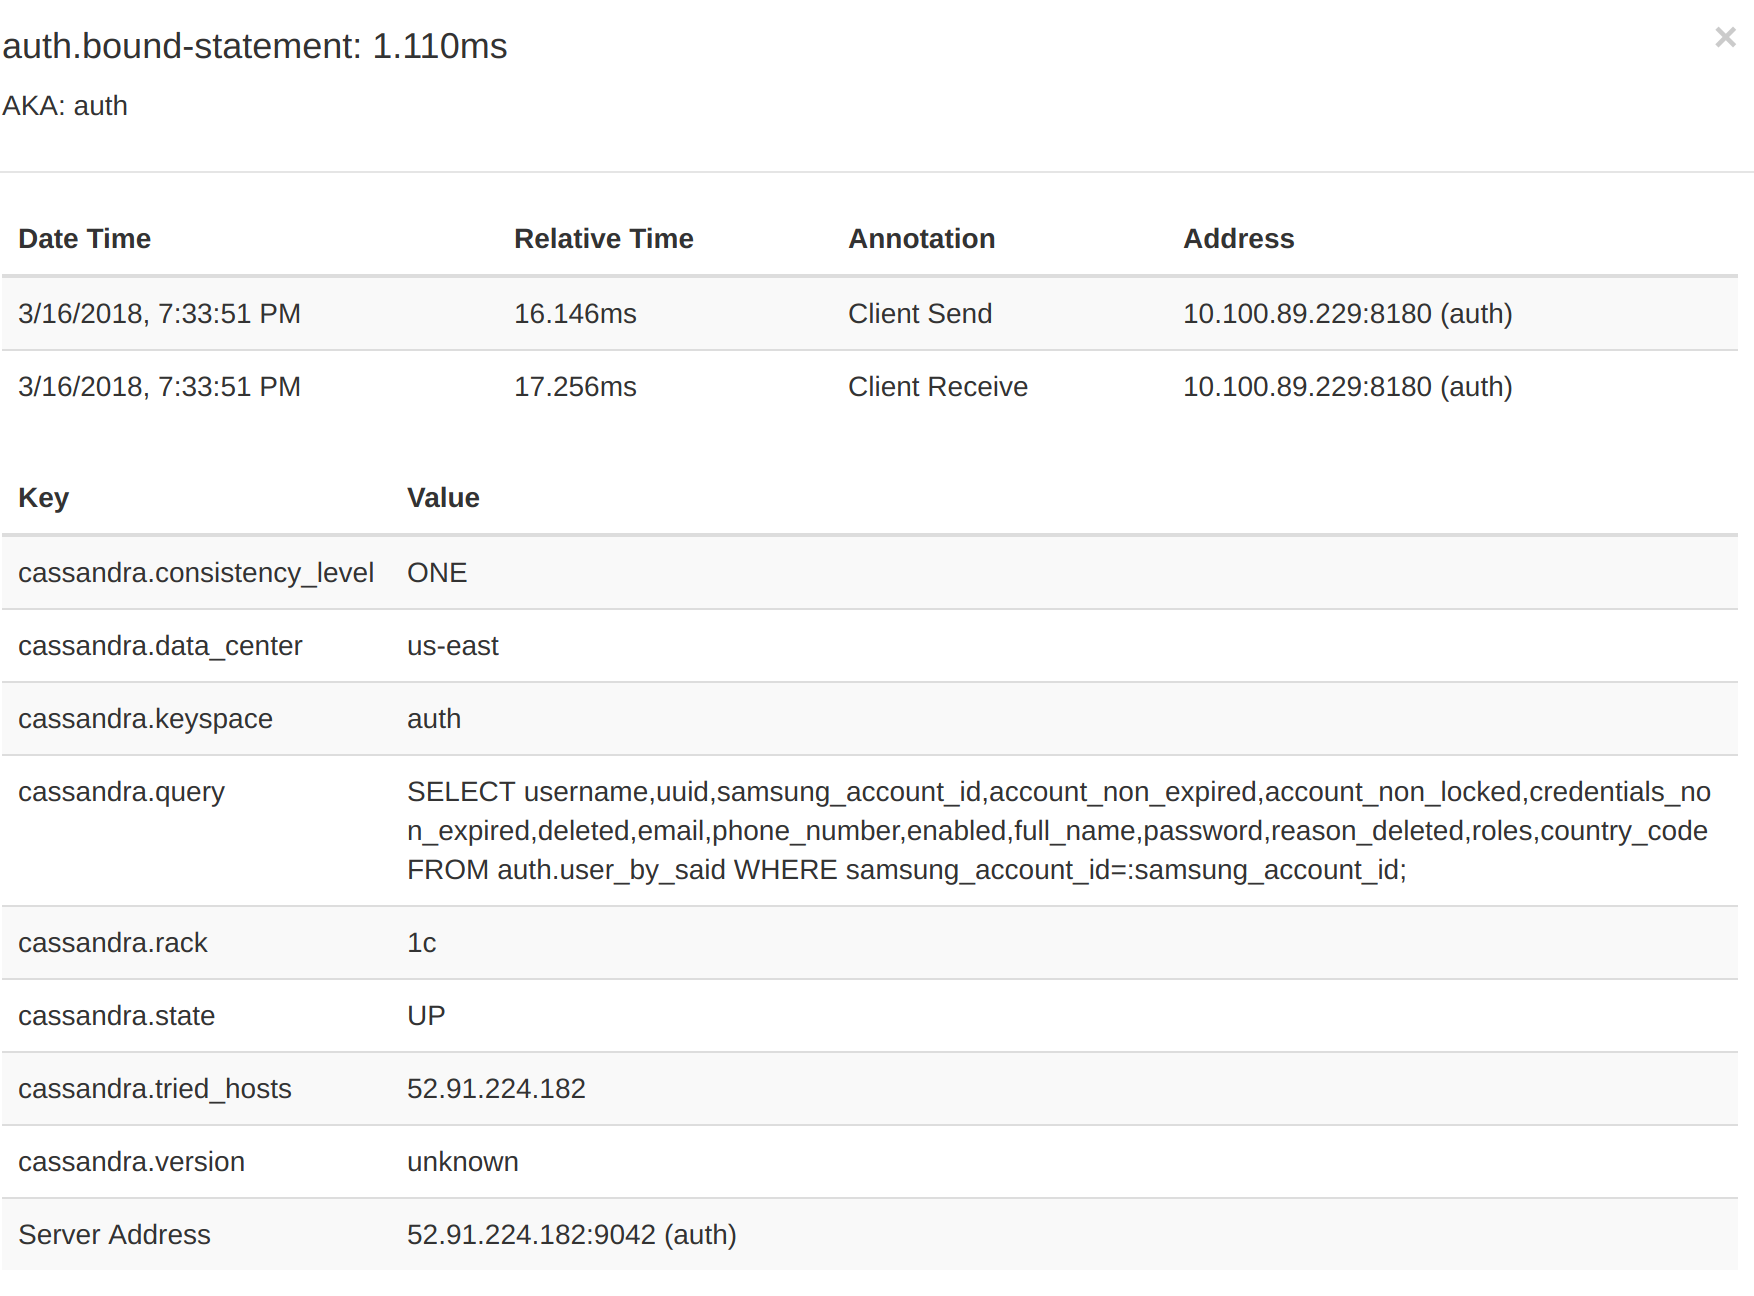 auth.bound-statement: 1.110ms
×
AKA: auth
Date Time Relative Time Annotation Address
3/16/2018, 7:33:51 PM 16.146ms Client Send 10.100.89.229:8180 (auth)
3/16/2018, 7:33:51 PM 17.256ms Client Receive 10.100.89.229:8180 (auth)
Key Value
cassandra.consistency_level ONE
cassandra.data_center us-east
cassandra.keyspace auth
cassandra.query SELECT username,uuid,samsung_account_id,account_non_expired,account_non_locked,credentials_no
n_expired,deleted,email,phone_number,enabled,full_name,password,reason_deleted,roles,country_code
FROM auth.user_by_said WHERE samsung_account_id=:samsung_account_id;
cassandra.rack 1c
cassandra.state UP
cassandra.tried_hosts 52.91.224.182
cassandra.version unknown
Server Address 52.91.224.182:9042 (auth)